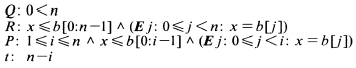 Q: 0 < n
R: x ≤ b[0:n−1] ∧ (E j: 0 ≤ j < n: x = b[j])
P: 1 ≤ i ≤ n ∧ x ≤ b[0:i−1] ∧ (E j: 0 ≤ j < i: x = b[j])
t: n−i